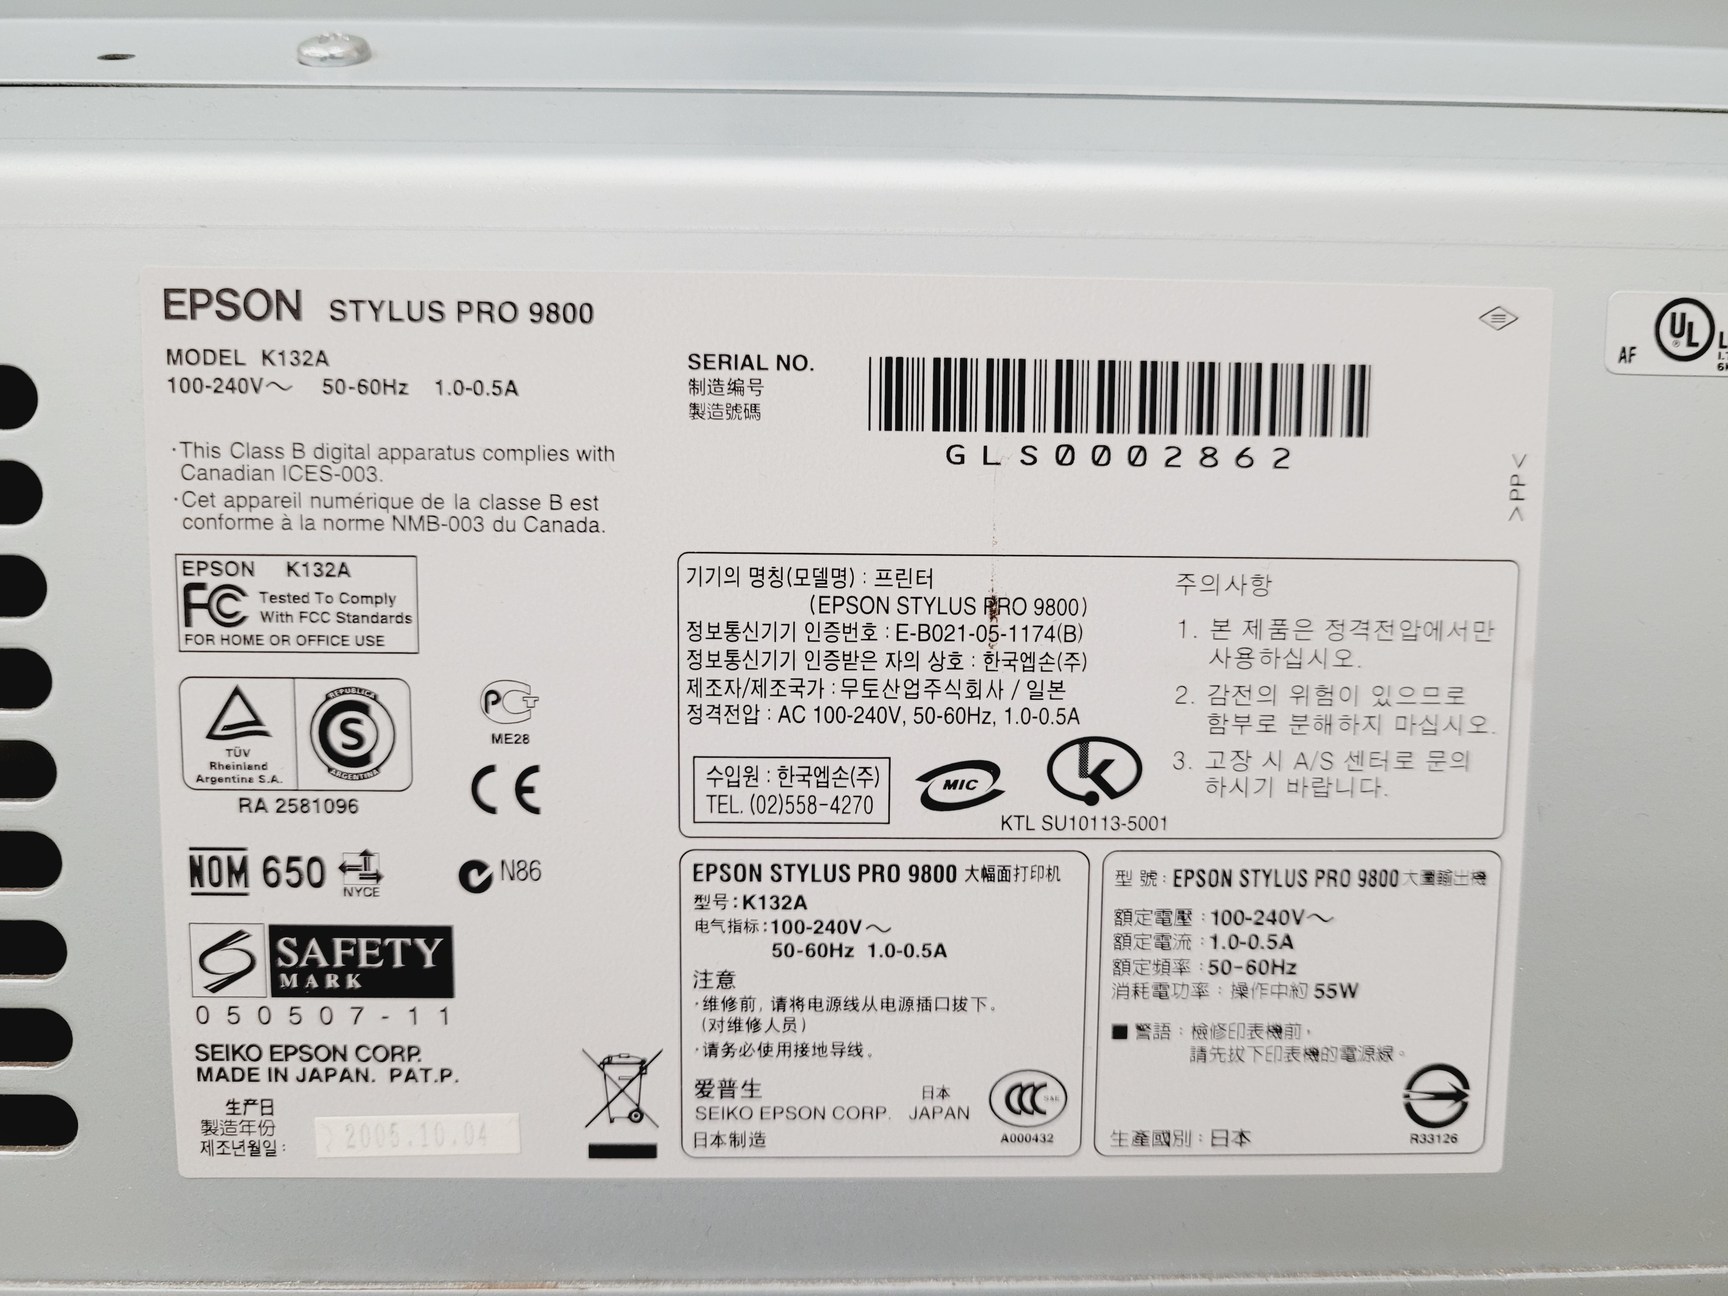 EPSON STYLUS PRO 9800
MODEL K132A
100-240V～ 50-60Hz 1.0-0.5A
·This Class B digital apparatus complies with
Canadian ICES-003.
·Cet appareil numérique de la classe B est
conforme à la norme NMB-003 du Canada.
SERIAL NO.
制造编号
製造號碼
GLS0002862
>PP<
EPSON K132A
FC Tested To Comply
With FCC Standards
FOR HOME OR OFFICE USE
TÜV
Rheinland
Argentina S.A.
REPUBLICA
S
ARGENTINA
RA 2581096
PCT
ME28
CE
NOM 650
NYCE
N86
S SAFETY
MARK
050507-11
SEIKO EPSON CORP.
MADE IN JAPAN. PAT.P.
生产日
製造年份
제조년월일:
2005.10.04
기기의 명칭(모델명) : 프린터
(EPSON STYLUS PRO 9800)
정보통신기기 인증번호 : E-B021-05-1174(B)
정보통신기기 인증받은 자의 상호 : 한국엡손(주)
제조자/제조국가 : 무토산업주식회사 / 일본
정격전압 : AC 100-240V, 50-60Hz, 1.0-0.5A
수입원 : 한국엡손(주)
TEL. (02)558-4270
MIC
K
KTL SU10113-5001
주의사항
1. 본 제품은 정격전압에서만
사용하십시오.
2. 감전의 위험이 있으므로
함부로 분해하지 마십시오.
3. 고장 시 A/S 센터로 문의
하시기 바랍니다.
EPSON STYLUS PRO 9800 大幅面打印机
型号:K132A
电气指标:100-240V～
50-60Hz 1.0-0.5A
注意
·维修前, 请将电源线从电源插口拔下。
(对维修人员)
·请务必使用接地导线。
爱普生 日本
SEIKO EPSON CORP. JAPAN
日本制造
CCC
A000432
型 號: EPSON STYLUS PRO 9800 大圖輸出機
額定電壓 : 100-240V～
額定電流 : 1.0-0.5A
額定頻率 : 50-60Hz
消耗電功率 : 操作中約 55W
■ 警語 : 檢修印表機前，
請先拔下印表機的電源線。
生產國別 : 日本
R33126
UL
AF